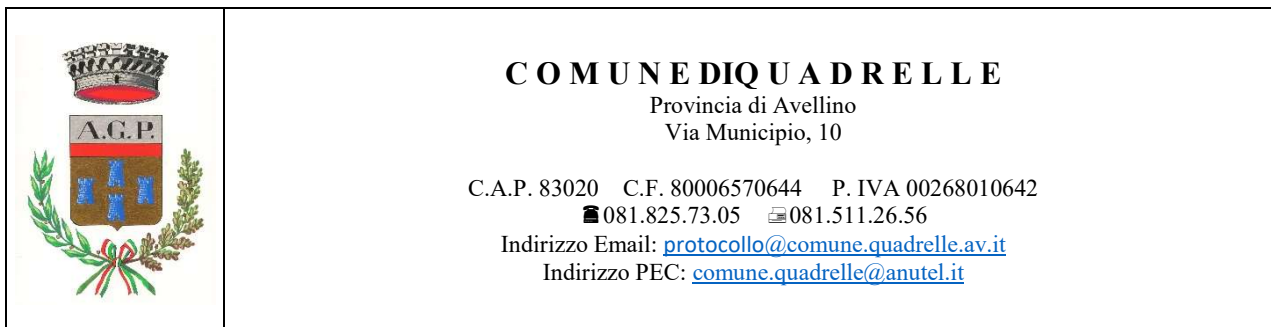 A.G.P.
C O M U N E DIQ U A D R E L L E
Provincia di Avellino
Via Municipio, 10
C.A.P. 83020 C.F. 80006570644 P. IVA 00268010642
081.825.73.05 081.511.26.56
Indirizzo Email: protocollo@comune.quadrelle.av.it
Indirizzo PEC: comune.quadrelle@anutel.it